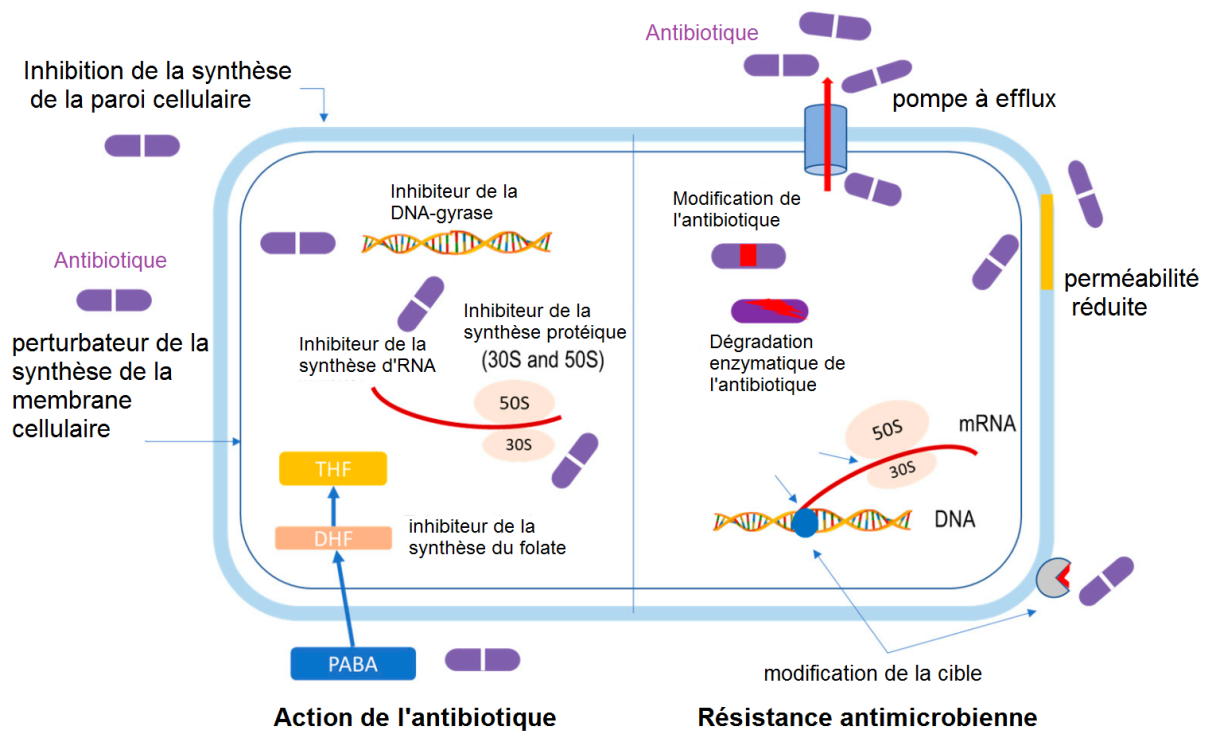 Inhibition de la synthèse
de la paroi cellulaire
Antibiotique
perturbateur de la
synthèse de la
membrane
cellulaire
Inhibiteur de la
DNA-gyrase
Inhibiteur de la
synthèse d'RNA
Inhibiteur de la
synthèse protéique
(30S and 50S)
50S
30S
THF
DHF
inhibiteur de la
synthèse du folate
PABA
Action de l'antibiotique
Antibiotique
pompe à efflux
Modification de
l'antibiotique
Dégradation
enzymatique de
l'antibiotique
perméabilité
réduite
50S
mRNA
30S
DNA
modification de la cible
Résistance antimicrobienne